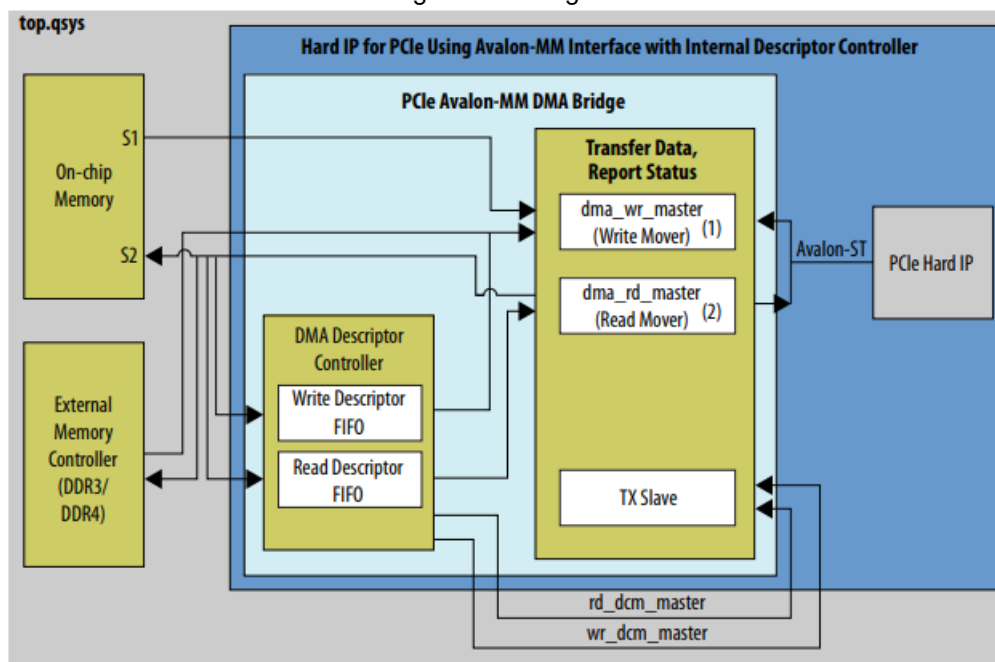 top.qsys
Hard IP for PCIe Using Avalon-MM Interface with Internal Descriptor Controller
PCIe Avalon-MM DMA Bridge
S1
On-chip
Memory
S2
Transfer Data,
Report Status
dma_wr_master
(Write Mover) (1)
dma_rd_master
(Read Mover) (2)
TX Slave
Avalon-ST
PCIe Hard IP
DMA Descriptor
Controller
Write Descriptor
FIFO
Read Descriptor
FIFO
External
Memory
Controller
(DDR3/
DDR4)
rd_dcm_master
wr_dcm_master